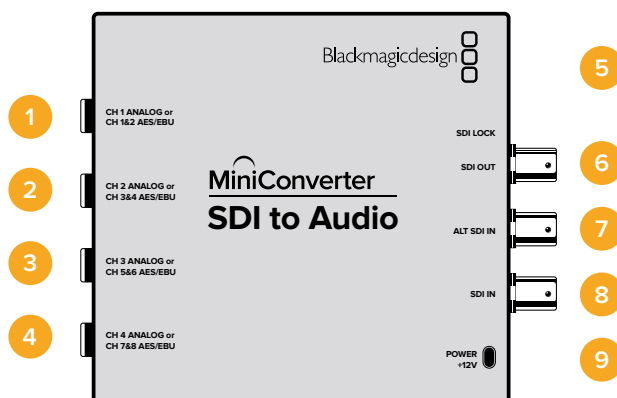 Blackmagicdesign
1
CH 1 ANALOG or
CH 1&2 AES/EBU
5
SDI LOCK
SDI OUT
6
2
CH 2 ANALOG or
CH 3&4 AES/EBU
MiniConverter
SDI to Audio
ALT SDI IN
7
3
CH 3 ANALOG or
CH 5&6 AES/EBU
SDI IN
8
4
CH 4 ANALOG or
CH 7&8 AES/EBU
POWER
+12V
9